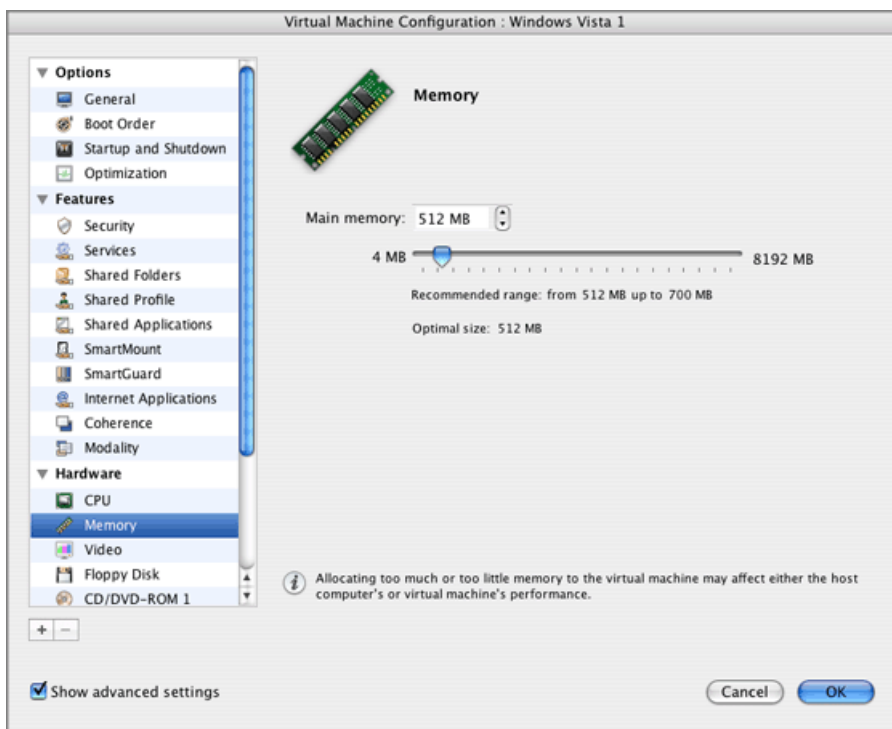 Virtual Machine Configuration : Windows Vista 1
Options
General
Boot Order
Startup and Shutdown
Optimization
Features
Security
Services
Shared Folders
Shared Profile
Shared Applications
SmartMount
SmartGuard
Internet Applications
Coherence
Modality
Hardware
CPU
Memory
Video
Floppy Disk
CD/DVD-ROM 1
Memory
Main memory: 512 MB
4 MB 8192 MB
Recommended range: from 512 MB up to 700 MB
Optimal size: 512 MB
Allocating too much or too little memory to the virtual machine may affect either the host
computer's or virtual machine's performance.
+ −
Show advanced settings
Cancel OK